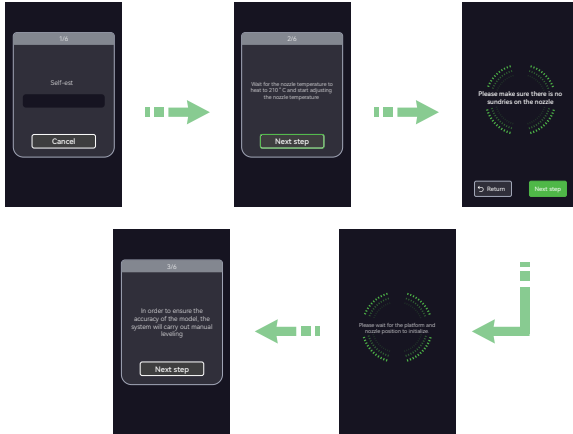 1/6
Self-est
Cancel
2/6
Wait for the nozzle temperature to
heat to 210°C and start adjusting
the nozzle temperature
Next step
Please make sure there is no
sundries on the nozzle
Return
Next step
Please wait for the platform and
nozzle position to initialize
3/6
In order to ensure the
accuracy of the model, the
system will carry out manual
leveling
Next step